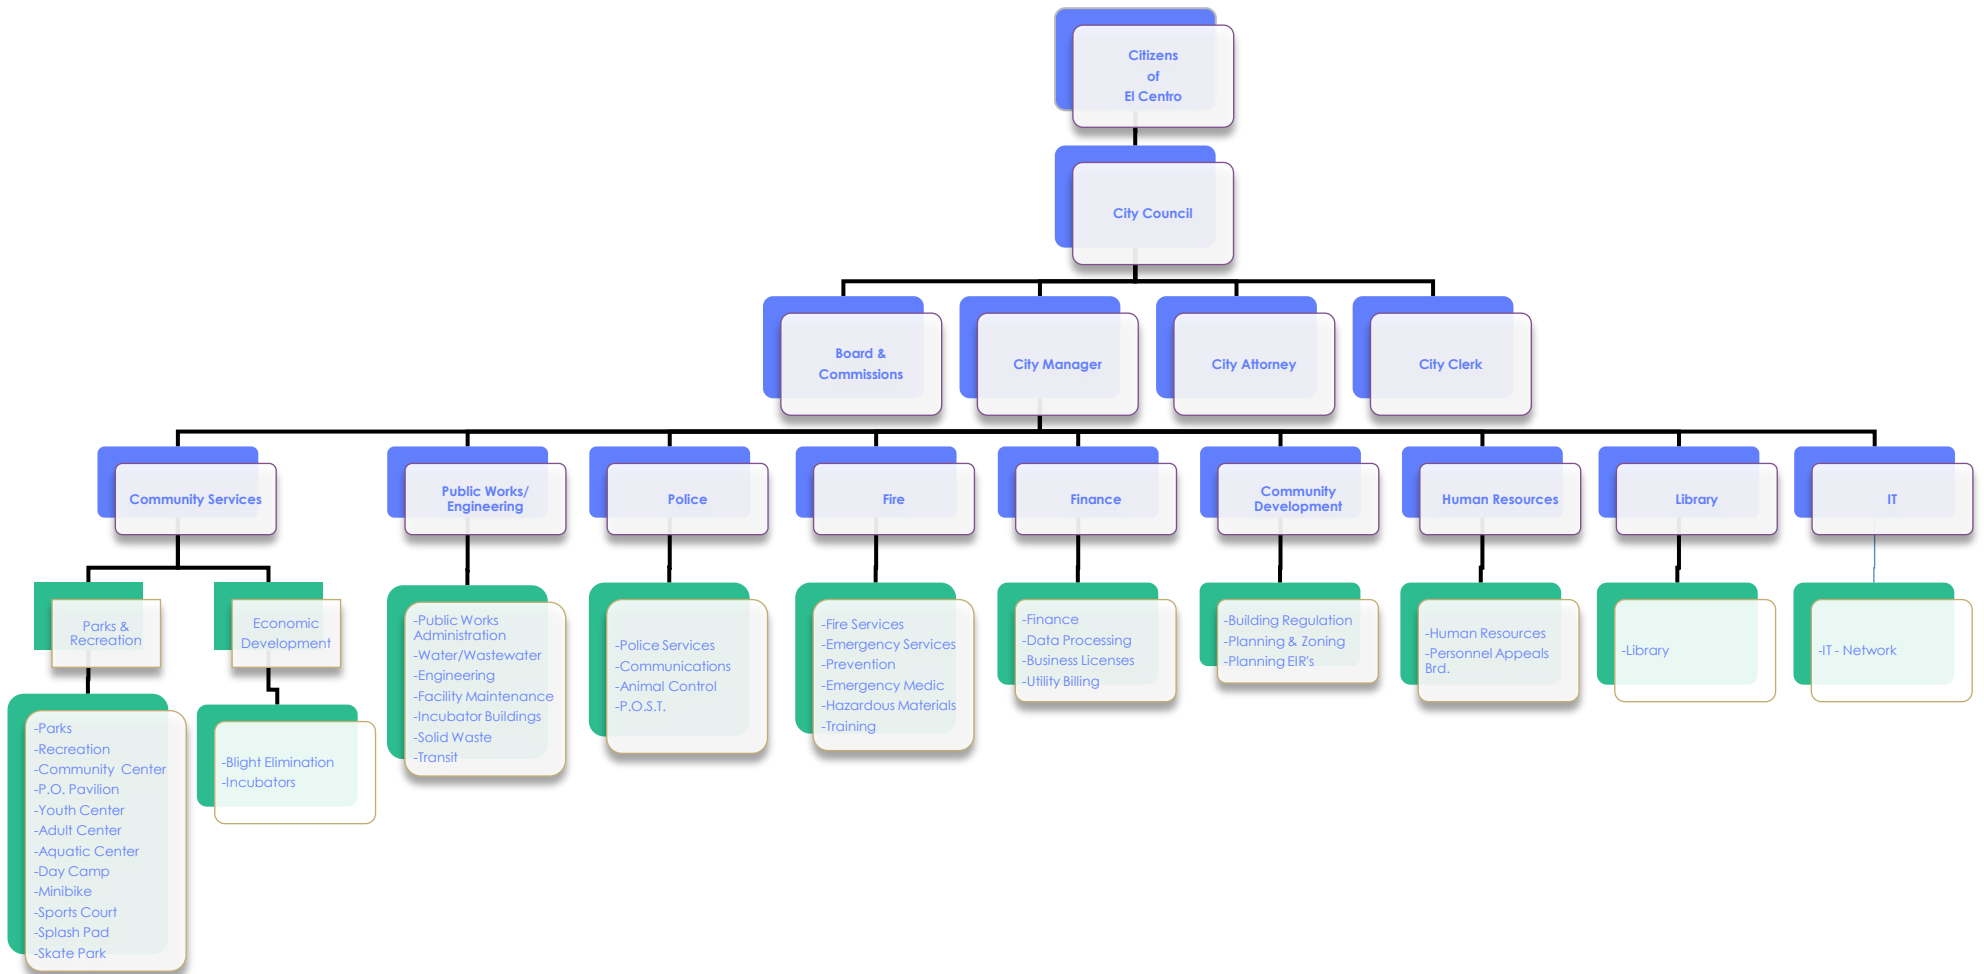 Citizens
of
El Centro
City Council
Board &
Commissions
City Manager
City Attorney
City Clerk
Community Services
Public Works/
Engineering
Police
Fire
Finance
Community
Development
Human Resources
Library
IT
Parks &
Recreation
Economic
Development
-Parks
-Recreation
-Community Center
-P.O. Pavilion
-Youth Center
-Adult Center
-Aquatic Center
-Day Camp
-Minibike
-Sports Court
-Splash Pad
-Skate Park
-Blight Elimination
-Incubators
-Public Works
Administration
-Water/Wastewater
-Engineering
-Facility Maintenance
-Incubator Buildings
-Solid Waste
-Transit
-Police Services
-Communications
-Animal Control
-P.O.S.T.
-Fire Services
-Emergency Services
-Prevention
-Emergency Medic
-Hazardous Materials
-Training
-Finance
-Data Processing
-Business Licenses
-Utility Billing
-Building Regulation
-Planning & Zoning
-Planning EIR's
-Human Resources
-Personnel Appeals
Brd.
-Library
-IT - Network